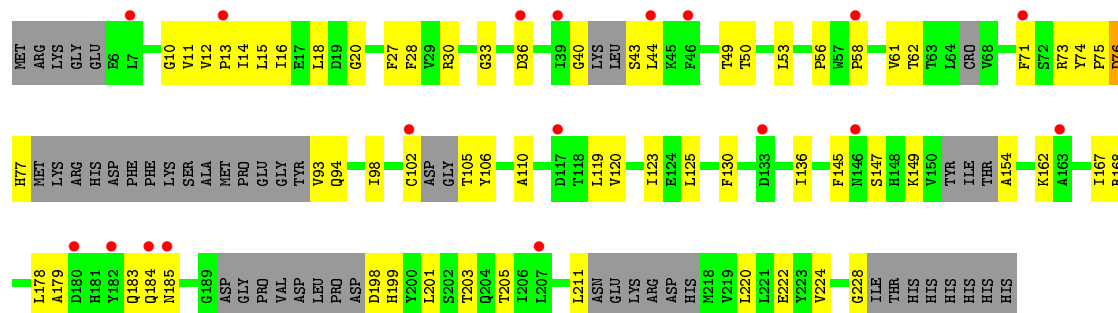 MET ARG LYS GLY GLU E6 L7 G10 V11 V12 P13 I14 L15 I16 E17 L18 D19 G20 F27 F28 V29 R30 G33 D36 I39 G40 LYS LEU S43 L44 K45 F46 T49 T50 L53 P56 W57 P58 V61 T62 T63 L64 CRO V68 F71 S72 R73 Y74 P75 D76
H77 MET LYS ARG HIS ASP PHE PHE LYS SER ALA MET PRO GLU GLY TYR V93 Q94 I98 C102 ASP GLY T105 Y106 A110 D117 T118 L119 V120 I123 E124 L125 F130 D133 I136 F145 N146 S147 H148 K149 V150 TYR ILE THR A154 K162 A163 I167 R168
L178 A179 D180 H181 Y182 Q183 Q184 N185 G189 ASP GLY PRO VAL ASP LEU PRO ASP D198 H199 Y200 L201 S202 T203 Q204 T205 I206 L207 L211 ASN GLU LYS ARG ASP HIS M218 V219 L220 L221 E222 Y223 V224 G228 ILE THR HIS HIS HIS HIS HIS HIS